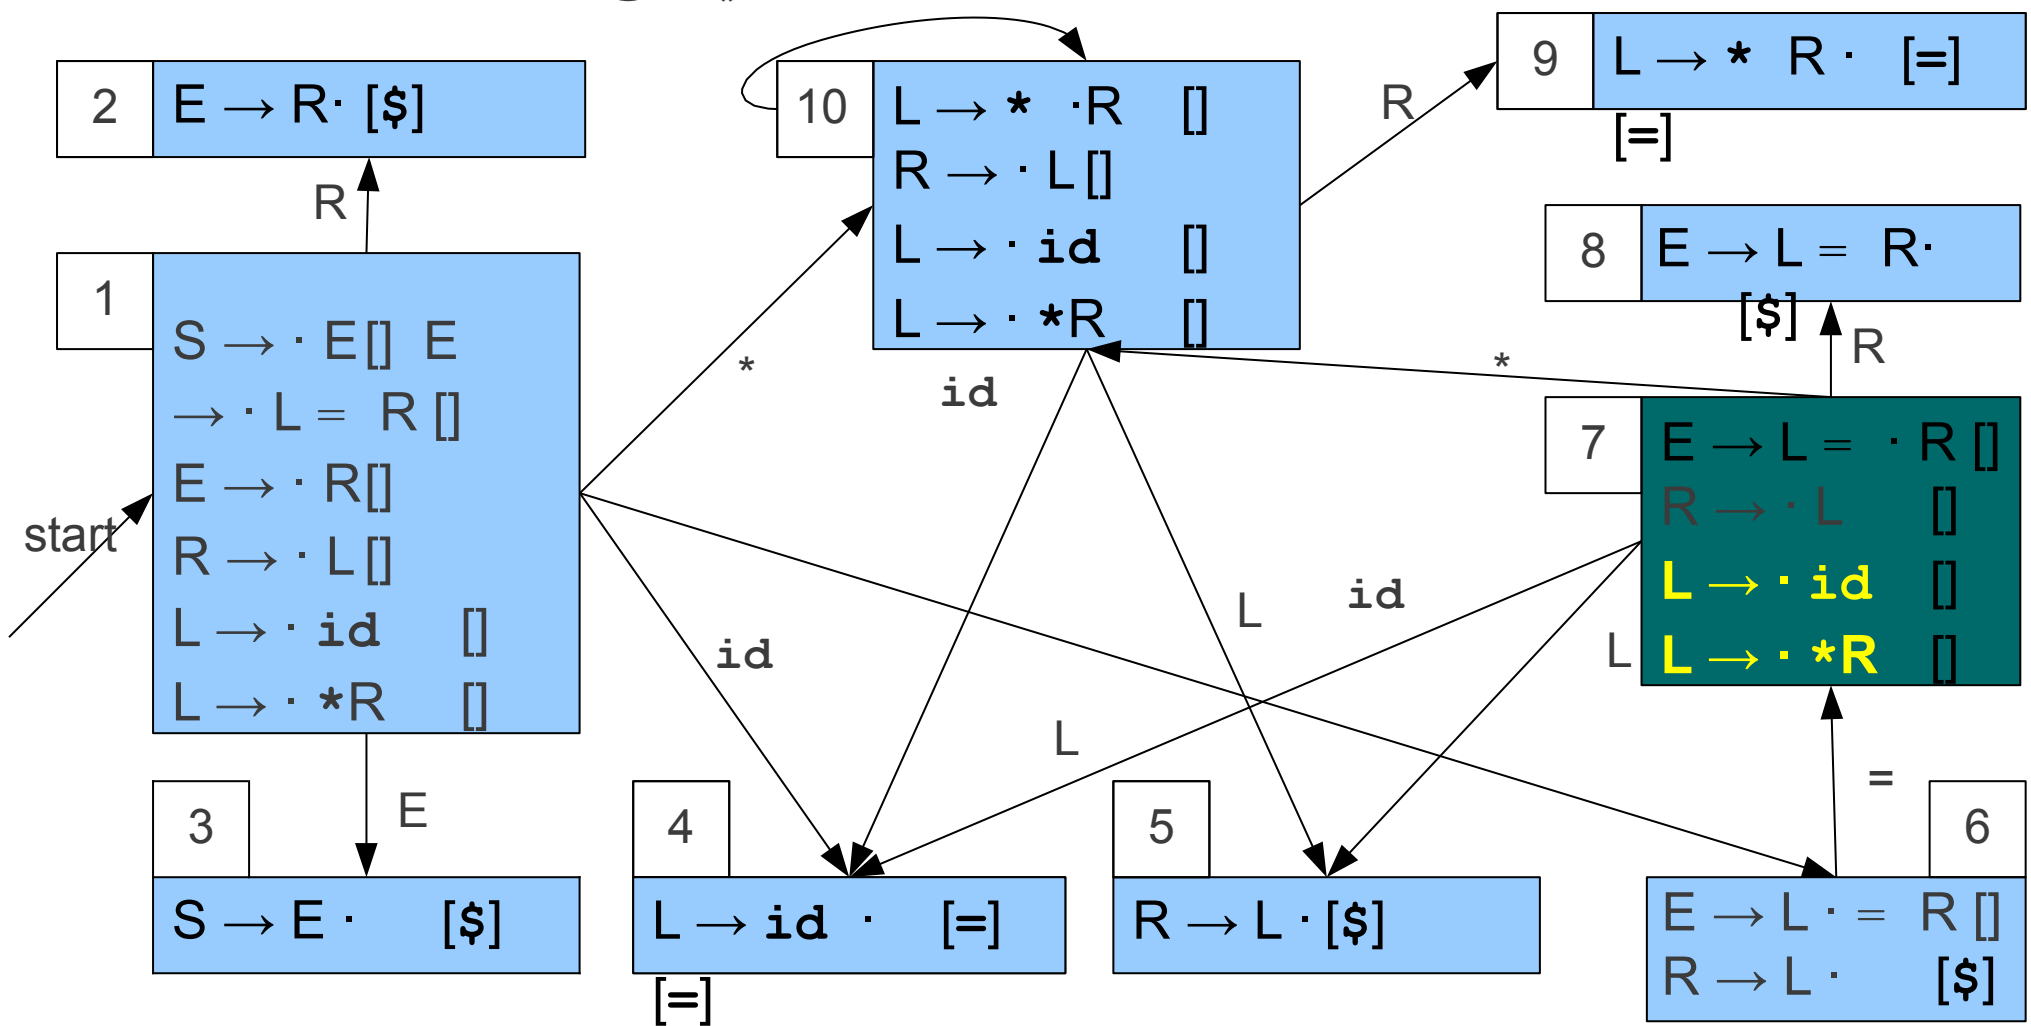 2
E → R· [$]
R
1
S → · E[] E
→ · L = R []
E → · R[]
R → · L[]
L → · id []
L → · *R []
start
E
3
S → E · [$]
10
L → * ·R []
R → · L[]
L → · id []
L → · *R []
*
id
id
L
R
9
L → * R · [=]
[=]
8
E → L = R·
[$]
R
*
7
E → L = · R []
R → · L []
L → · id []
L → · *R []
id
L
L
=
4
L → id · [=]
[=]
5
R → L · [$]
6
E → L · = R []
R → L · [$]